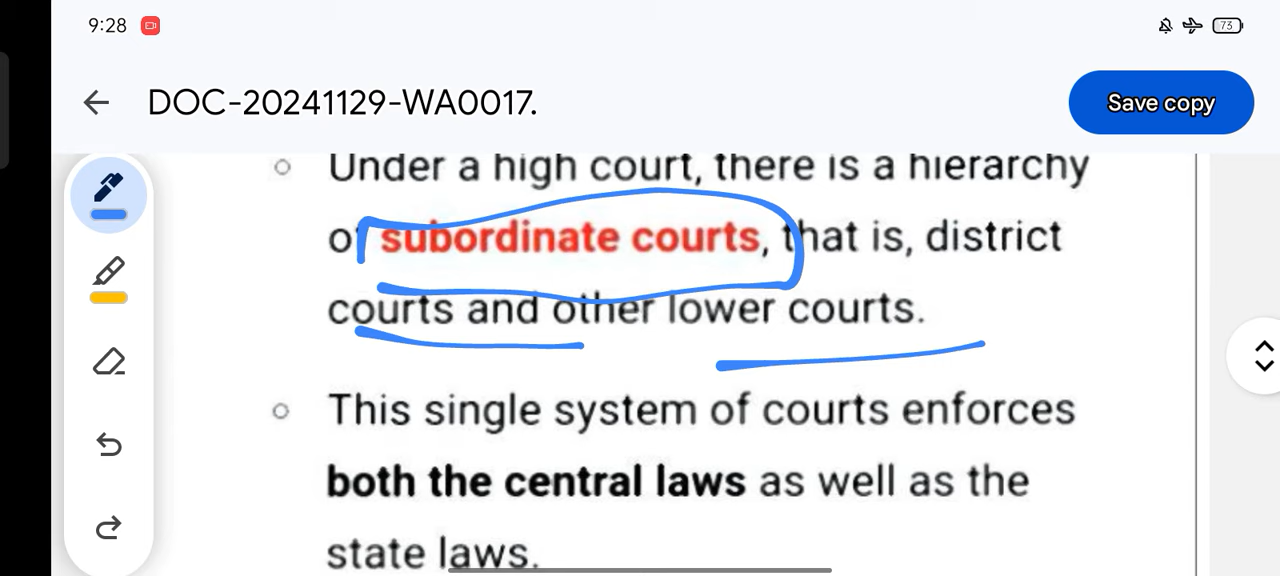 9:28
73
DOC-20241129-WA0017.
Save copy
Under a high court, there is a hierarchy
of subordinate courts, that is, district
courts and other lower courts.
This single system of courts enforces
both the central laws as well as the
state laws.